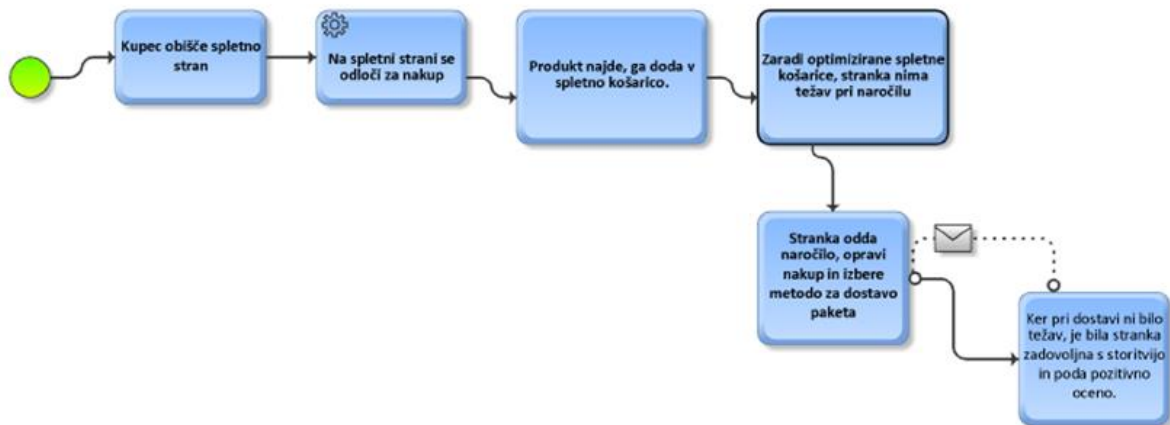 Kupec obišče spletno
stran
Na spletni strani se
odloči za nakup
Produkt najde, ga doda v
spletno košarico.
Zaradi optimizirane spletne
košarice, stranka nima
težav pri naročilu
Stranka odda
naročilo, opravi
nakup in izbere
metodo za dostavo
paketa
Ker pri dostavi ni bilo
težav, je bila stranka
zadovoljna s storitvijo
in poda pozitivno
oceno.